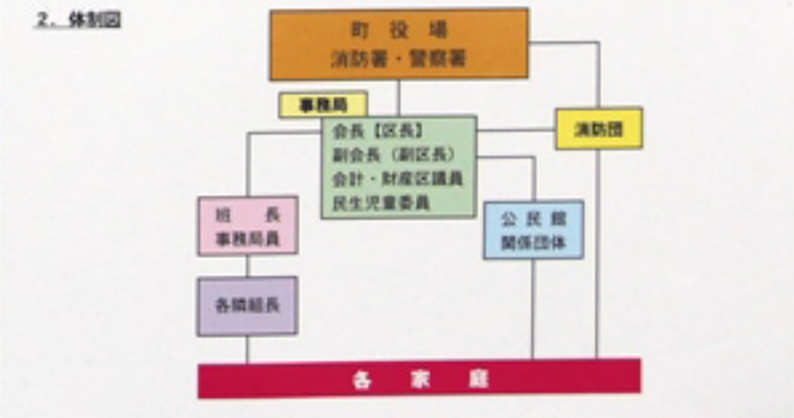 2. 体制図
町 役 場
消防署・警察署
事務局
会長【区長】
副会長（副区長）
会計・財産区議員
民生児童委員
消防団
班 長
事務局員
公 民 館
関係団体
各隣組長
各 家 庭